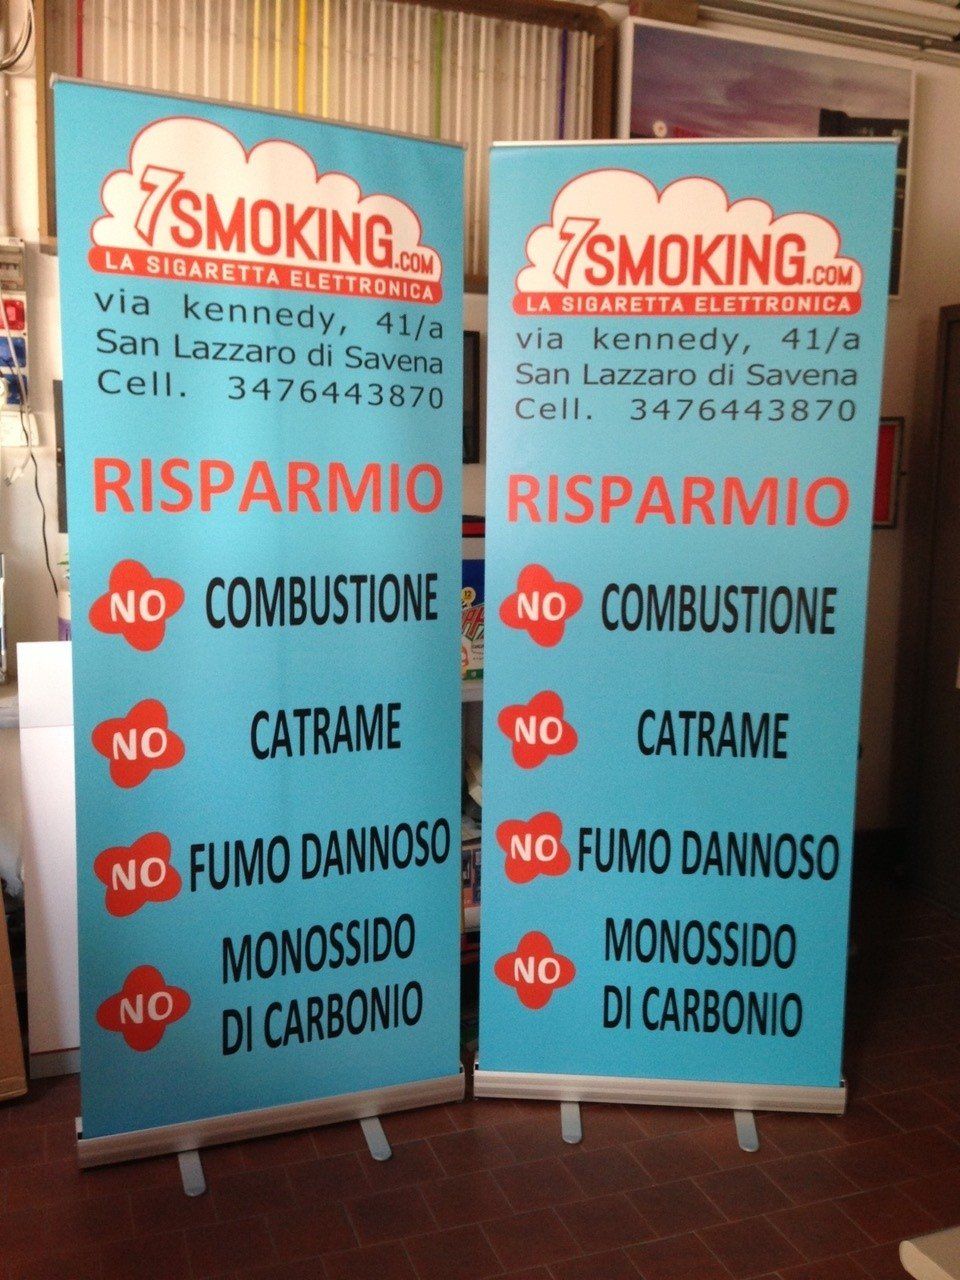 7SMOKING.COM
LA SIGARETTA ELETTRONICA
via kennedy, 41/a
San Lazzaro di Savena
Cell. 3476443870
RISPARMIO
NO COMBUSTIONE
NO CATRAME
NO FUMO DANNOSO
NO MONOSSIDO
DI CARBONIO
7SMOKING.COM
LA SIGARETTA ELETTRONICA
via kennedy, 41/a
San Lazzaro di Savena
Cell. 3476443870
RISPARMIO
NO COMBUSTIONE
NO CATRAME
NO FUMO DANNOSO
NO MONOSSIDO
DI CARBONIO
12